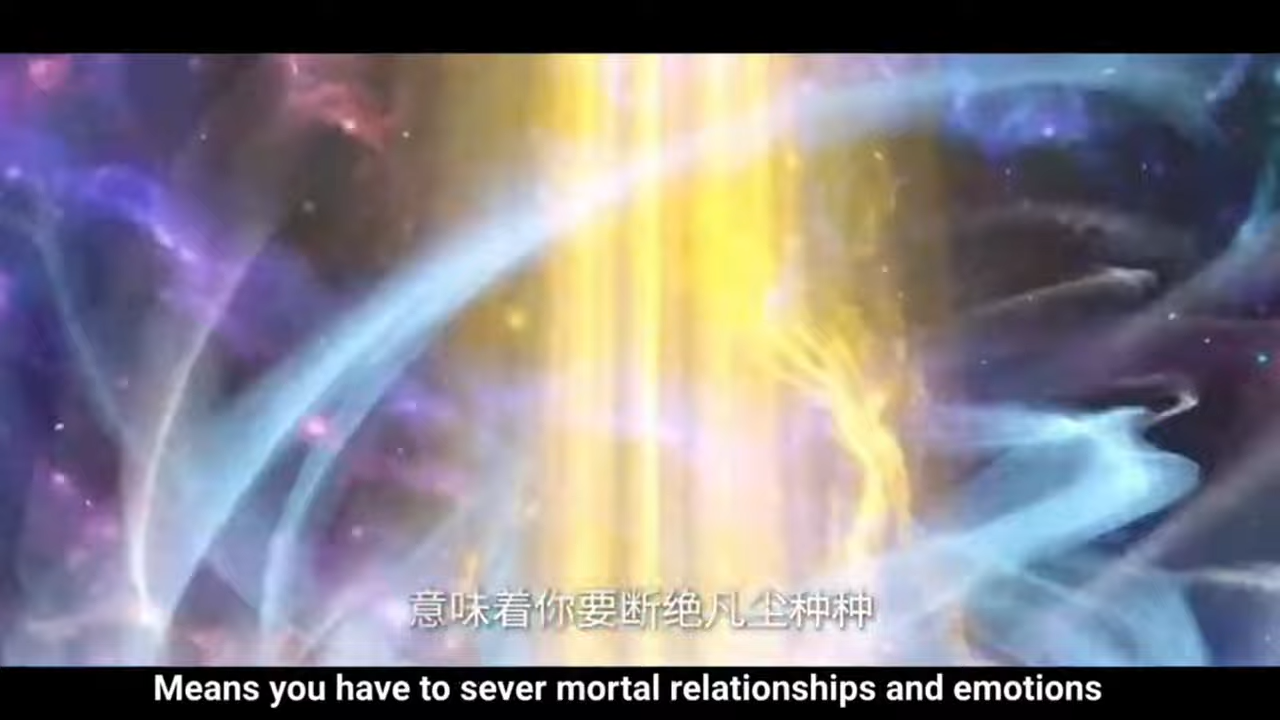 意味着你要断绝凡尘种种
Means you have to sever mortal relationships and emotions